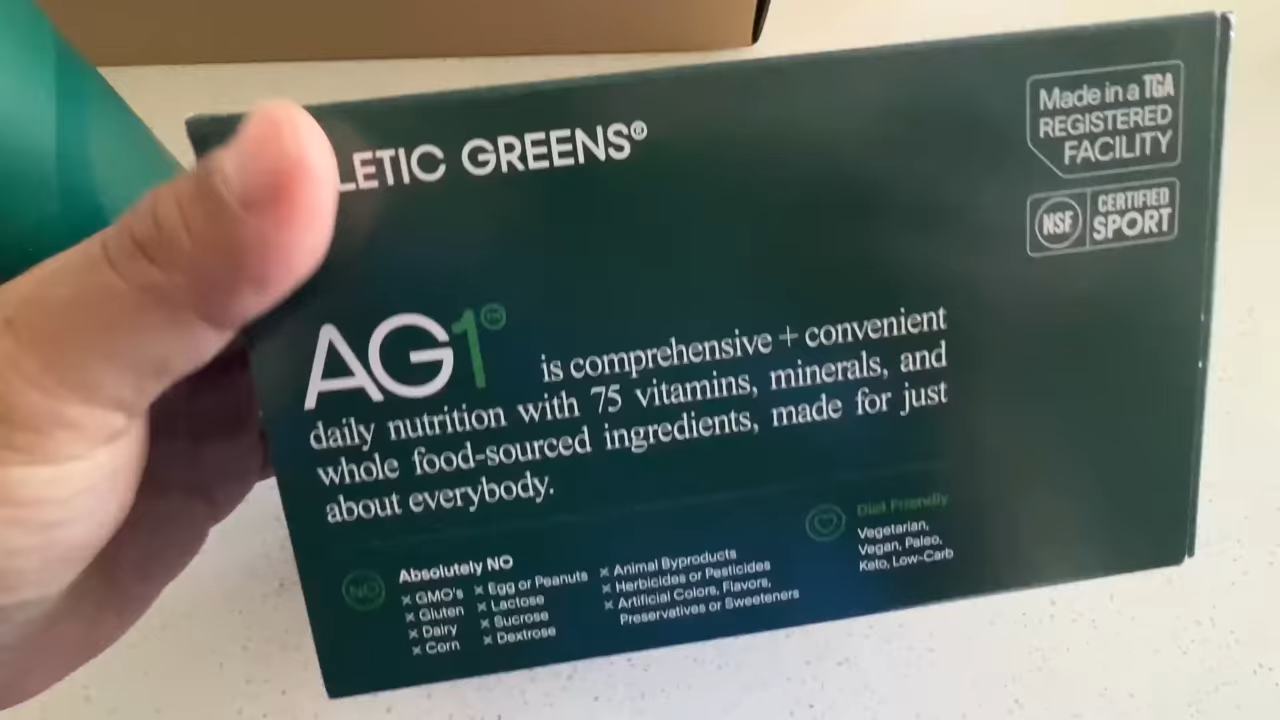 LETIC GREENS®
Made in a TGA
REGISTERED
FACILITY
NSF
CERTIFIED
SPORT
AG1™ is comprehensive + convenient
daily nutrition with 75 vitamins, minerals, and
whole food-sourced ingredients, made for just
about everybody.
NO
Absolutely NO
× GMO's
× Gluten
× Dairy
× Corn
× Egg or Peanuts
× Lactose
× Sucrose
× Dextrose
× Animal Byproducts
× Herbicides or Pesticides
× Artificial Colors, Flavors,
Preservatives or Sweeteners
Diet Friendly
Vegetarian,
Vegan, Paleo,
Keto, Low-Carb